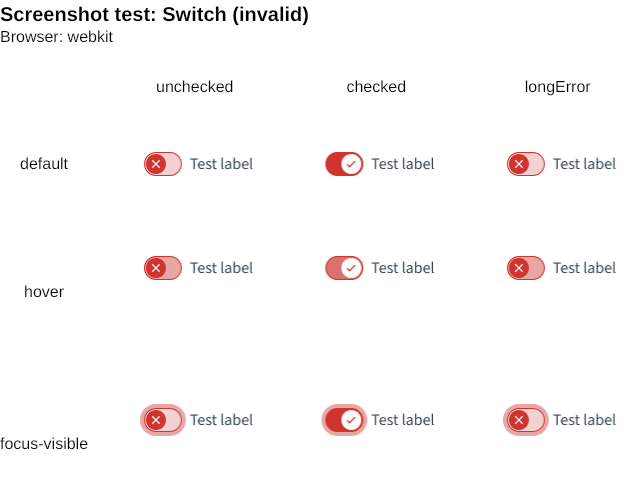 Screenshot test: Switch (invalid)
Browser: webkit
unchecked checked longError
default Test label Test label Test label
hover Test label Test label Test label
focus-visible Test label Test label Test label